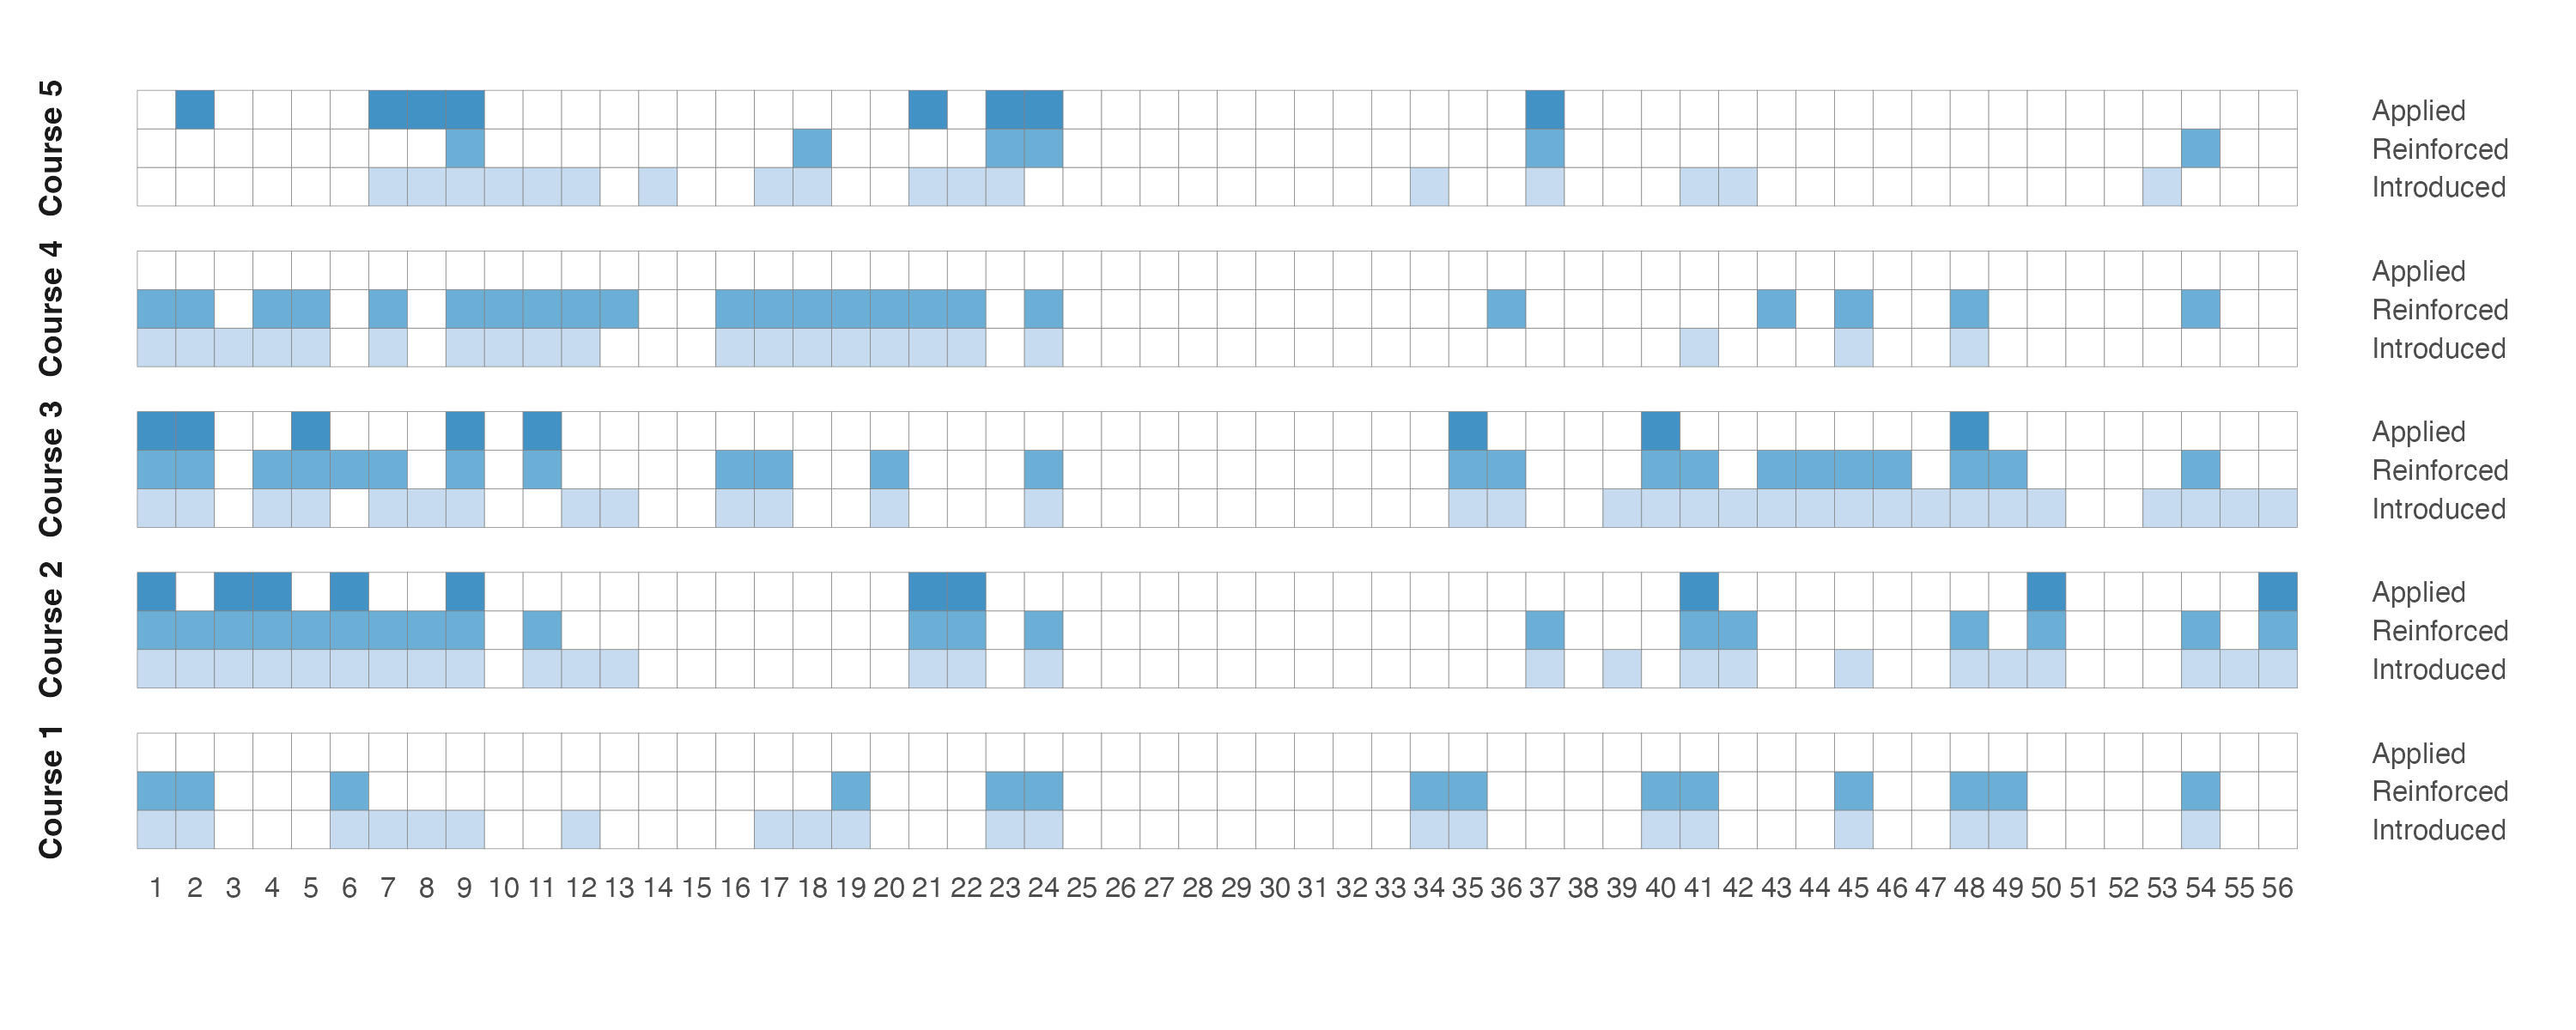 Course 5
Applied
Reinforced
Introduced
Course 4
Applied
Reinforced
Introduced
Course 3
Applied
Reinforced
Introduced
Course 2
Applied
Reinforced
Introduced
Course 1
Applied
Reinforced
Introduced
1 2 3 4 5 6 7 8 9 10 11 12 13 14 15 16 17 18 19 20 21 22 23 24 25 26 27 28 29 30 31 32 33 34 35 36 37 38 39 40 41 42 43 44 45 46 47 48 49 50 51 52 53 54 55 56